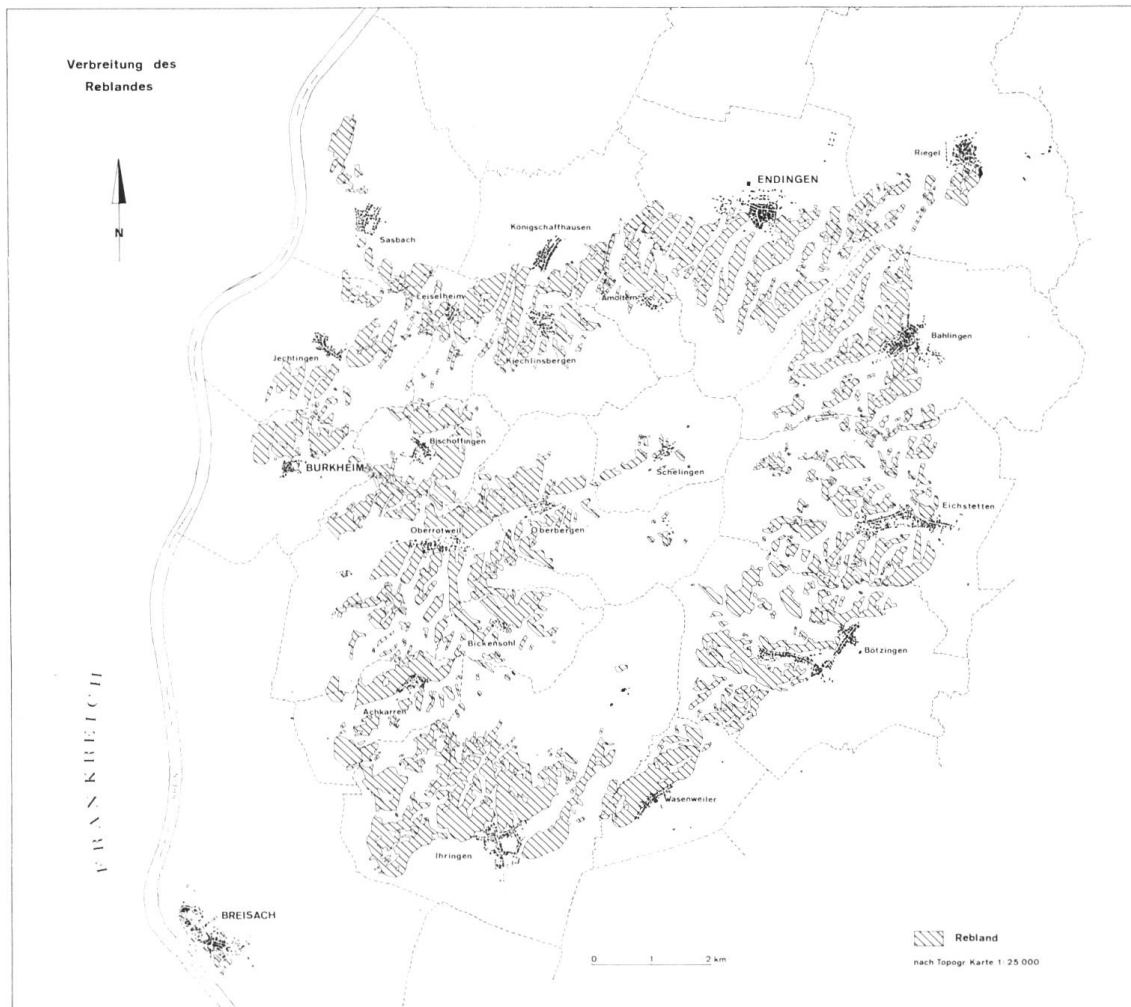 Verbreitung des
Reblandes
N
Riegel
ENDINGEN
Königschaffhausen
Sasbach
Leiselheim
Amoltern
Bahlingen
Jechtingen
Kiechlinsbergen
Bischoffingen
BURKHEIM
Schelingen
Eichstetten
Oberrotweil
Oberbergen
Bickensohl
Bötzingen
Achkarren
FRANKREICH
RHEIN
Wasenweiler
Ihringen
BREISACH
Rebland
0 1 2 km
nach Topogr. Karte 1:25 000